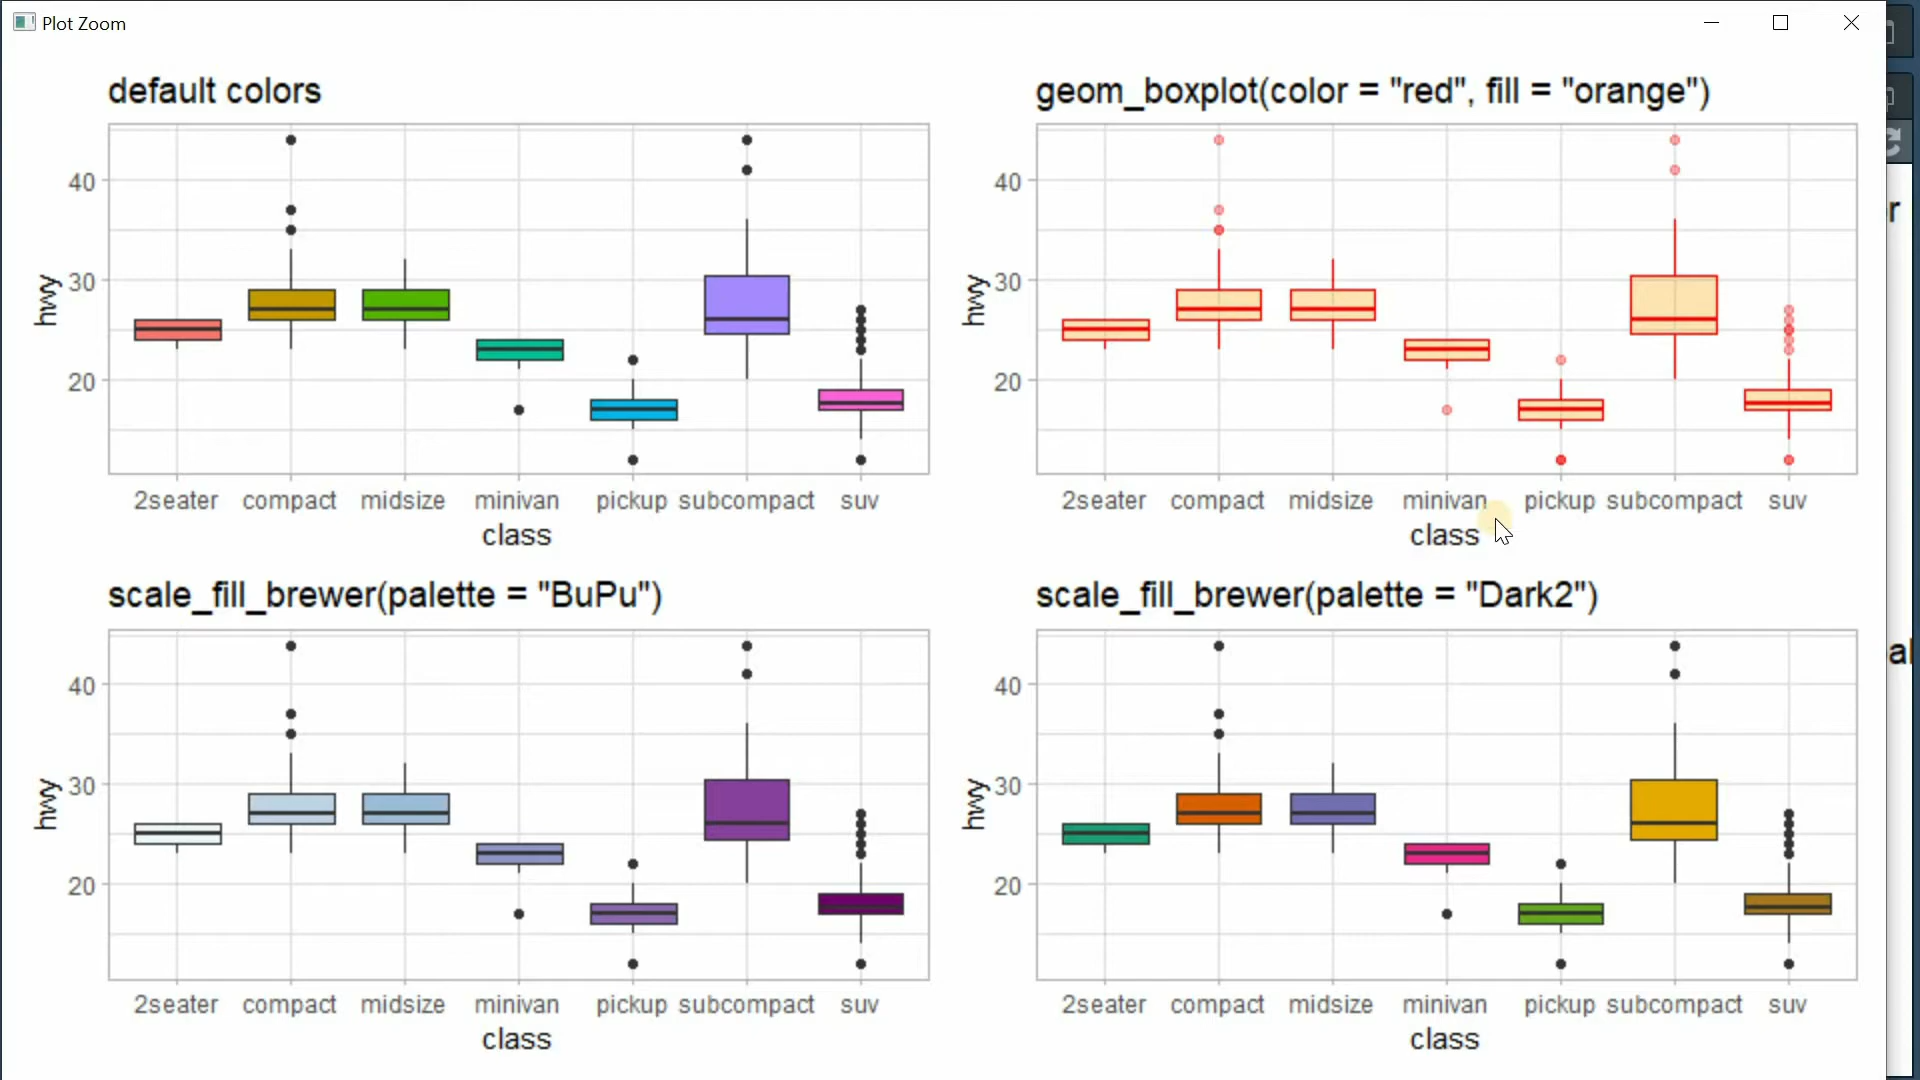 Plot Zoom
default colors
40
30
20
hwy
2seater compact midsize minivan pickup subcompact suv
class
geom_boxplot(color = "red", fill = "orange")
40
30
20
hwy
2seater compact midsize minivan pickup subcompact suv
class
scale_fill_brewer(palette = "BuPu")
40
30
20
hwy
2seater compact midsize minivan pickup subcompact suv
class
scale_fill_brewer(palette = "Dark2")
40
30
20
hwy
2seater compact midsize minivan pickup subcompact suv
class